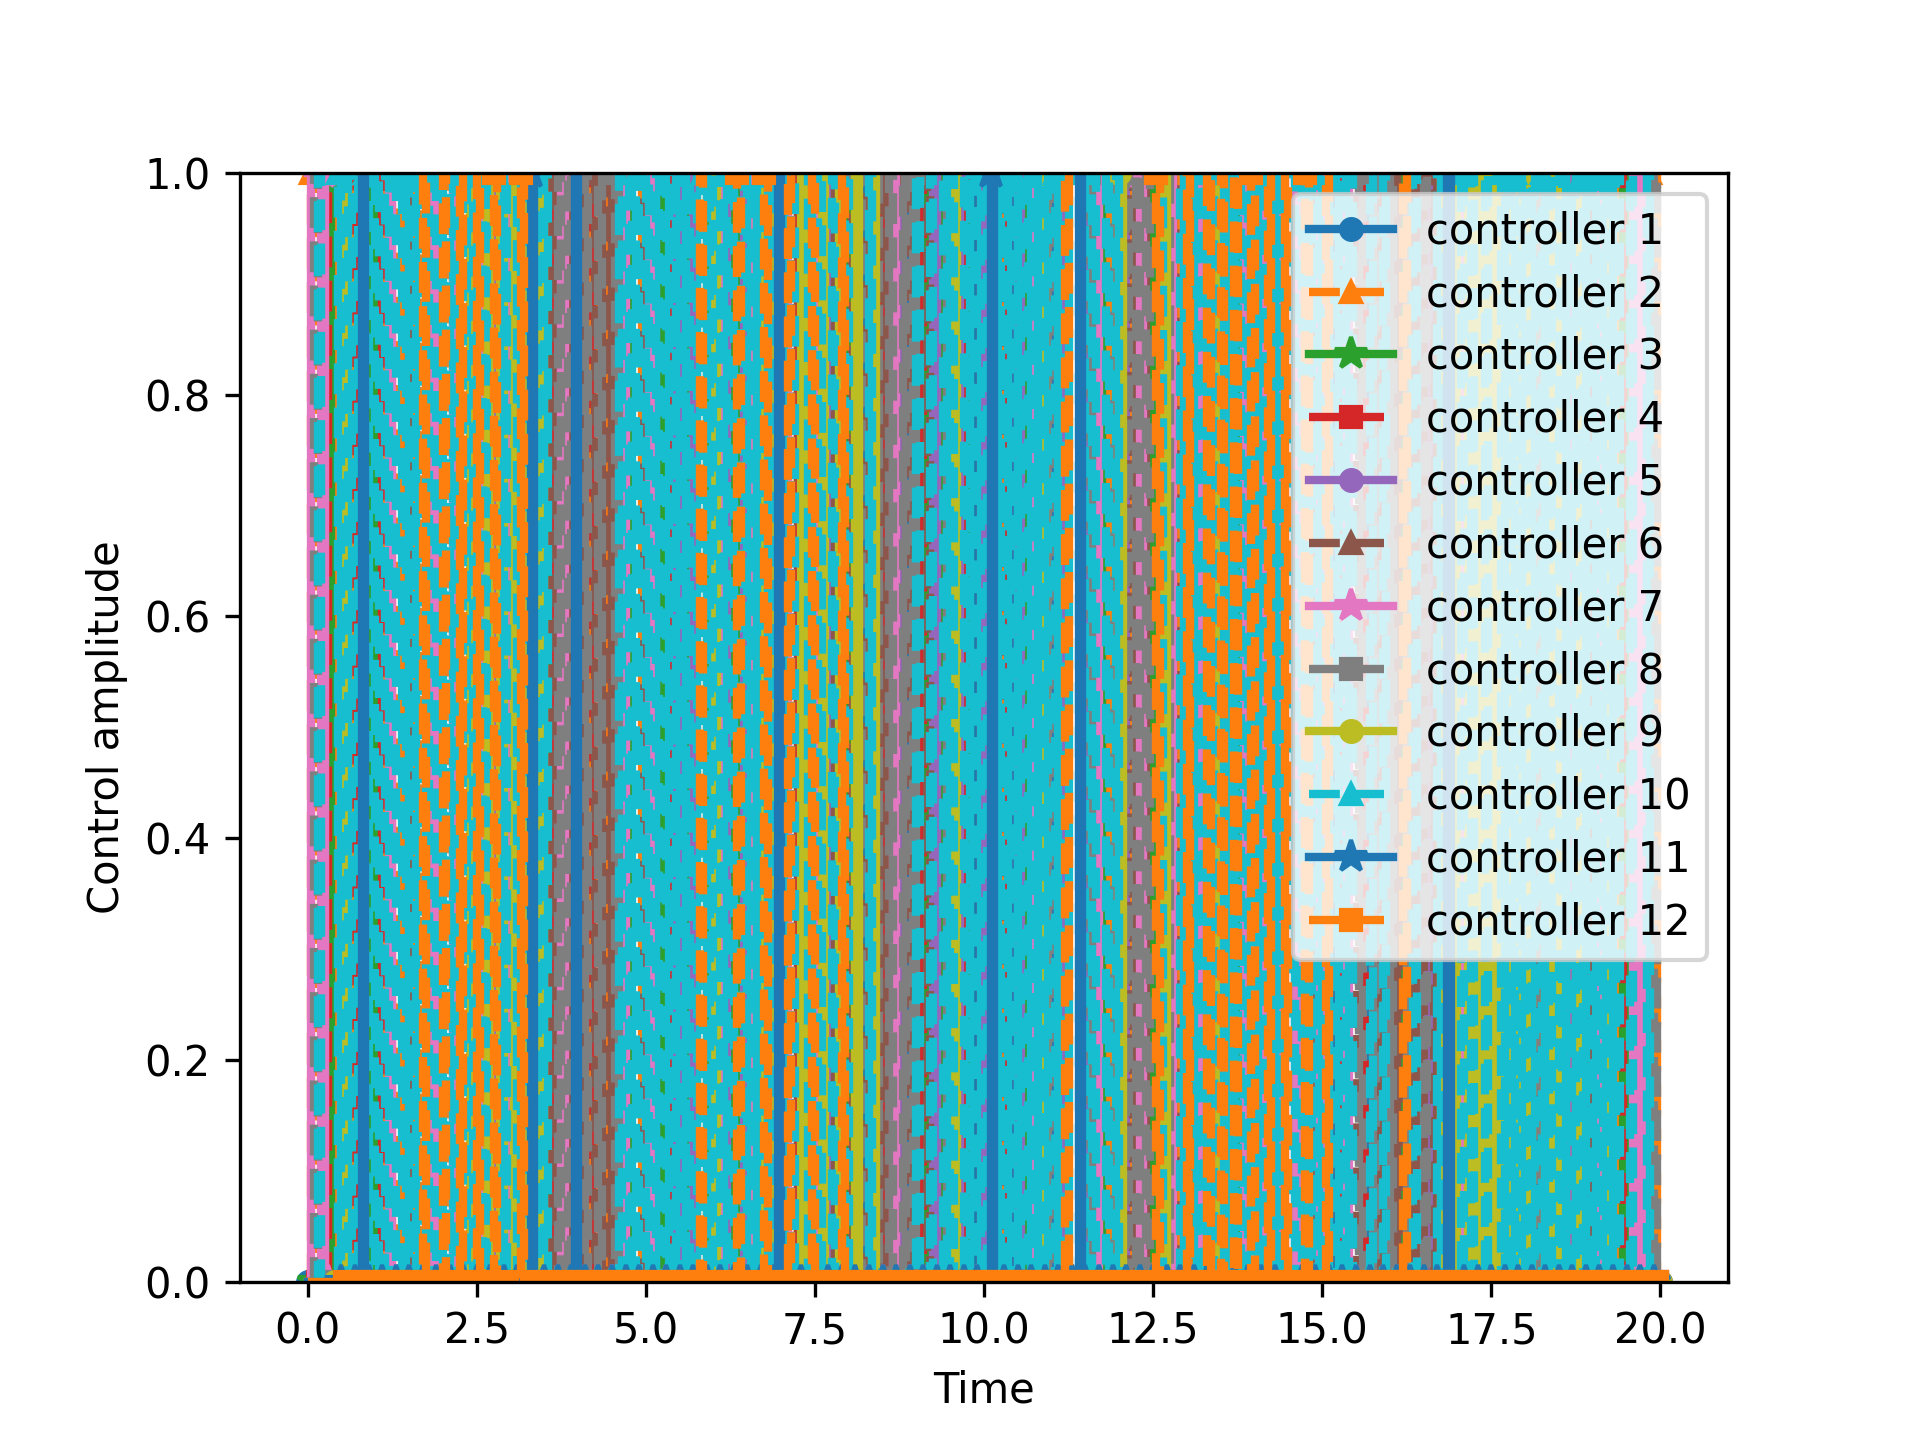 1.0
0.8
0.6
0.4
0.2
0.0
Control amplitude
controller 1
controller 2
controller 3
controller 4
controller 5
controller 6
controller 7
controller 8
controller 9
controller 10
controller 11
controller 12
0.0 2.5 5.0 7.5 10.0 12.5 15.0 17.5 20.0
Time